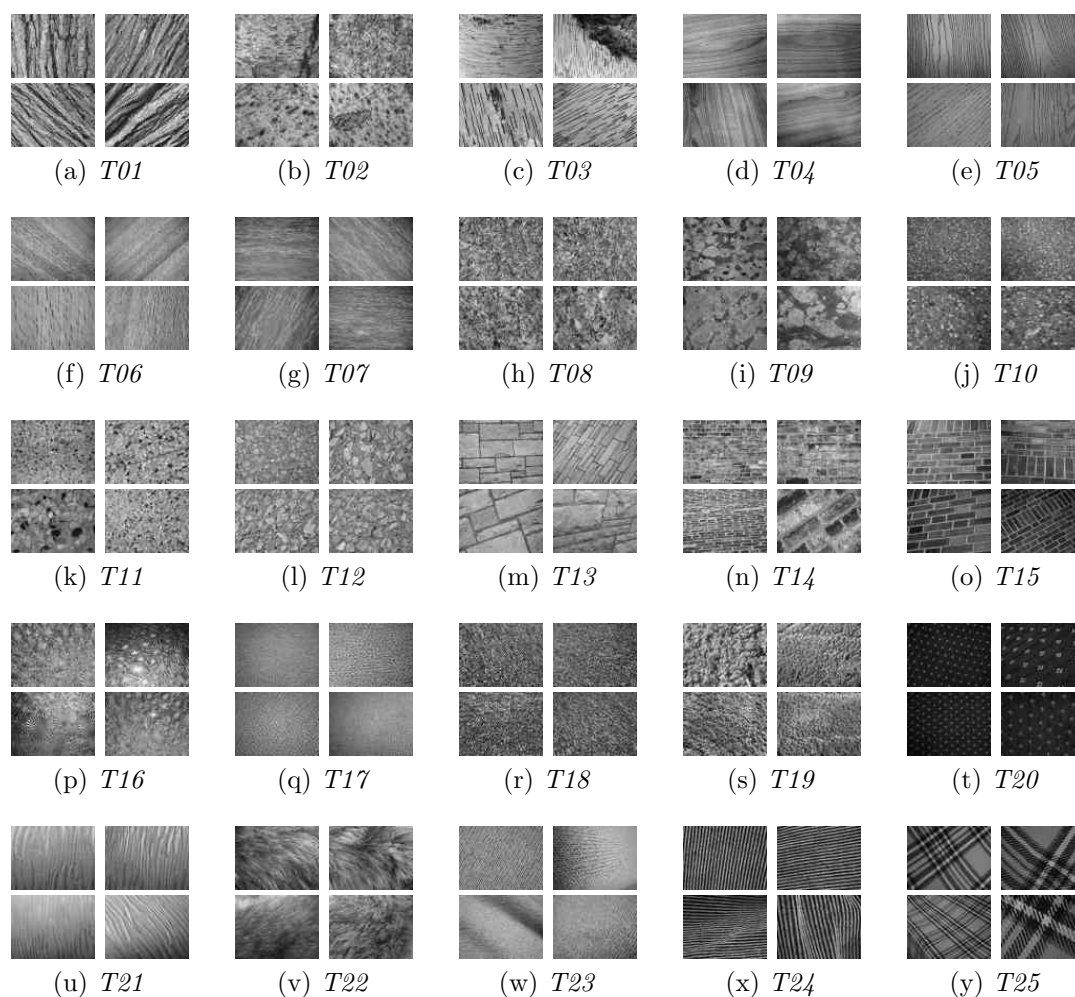 (a) T01 (b) T02 (c) T03 (d) T04 (e) T05
(f) T06 (g) T07 (h) T08 (i) T09 (j) T10
(k) T11 (l) T12 (m) T13 (n) T14 (o) T15
(p) T16 (q) T17 (r) T18 (s) T19 (t) T20
(u) T21 (v) T22 (w) T23 (x) T24 (y) T25